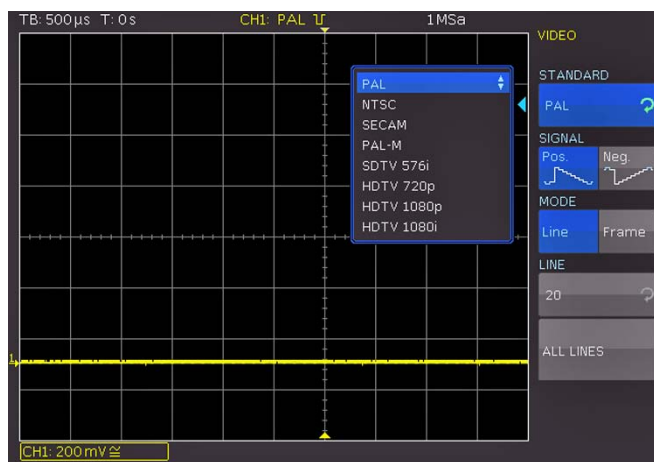 TB: 500µs T: 0s CH1: PAL 1MSa
VIDEO
STANDARD
PAL
SIGNAL
Pos. Neg.
MODE
Line Frame
LINE
20
ALL LINES
PAL
NTSC
SECAM
PAL-M
SDTV 576i
HDTV 720p
HDTV 1080p
HDTV 1080i
1
CH1: 200mV≅